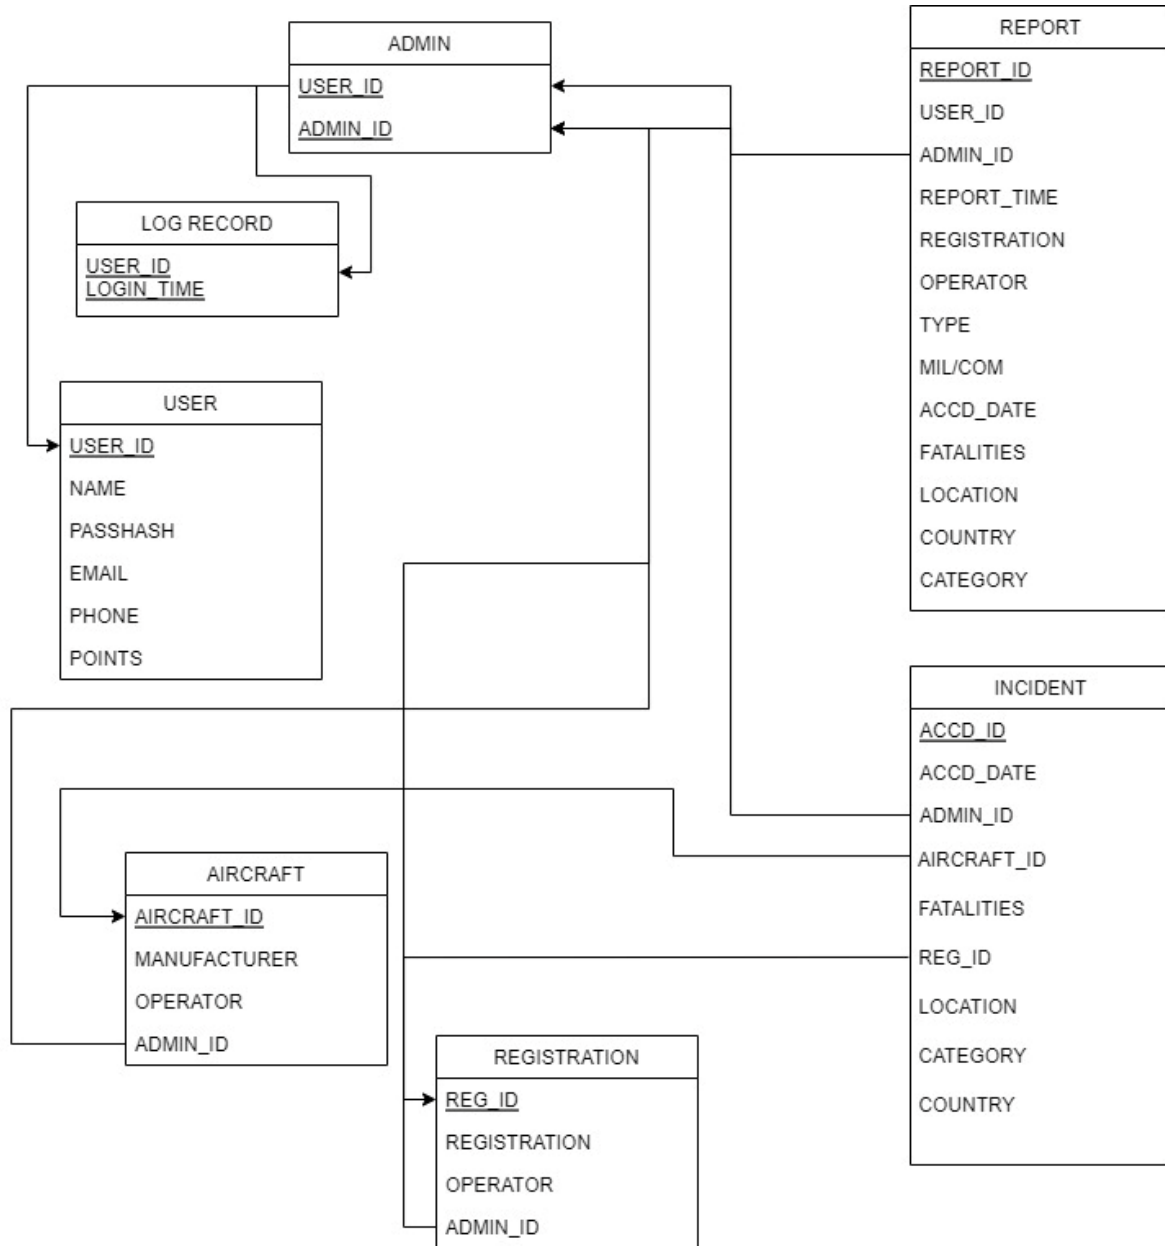 ADMIN
USER_ID
ADMIN_ID
LOG RECORD
USER_ID
LOGIN_TIME
USER
USER_ID
NAME
PASSHASH
EMAIL
PHONE
POINTS
REPORT
REPORT_ID
USER_ID
ADMIN_ID
REPORT_TIME
REGISTRATION
OPERATOR
TYPE
MIL/COM
ACCD_DATE
FATALITIES
LOCATION
COUNTRY
CATEGORY
INCIDENT
ACCD_ID
ACCD_DATE
ADMIN_ID
AIRCRAFT_ID
FATALITIES
REG_ID
LOCATION
CATEGORY
COUNTRY
AIRCRAFT
AIRCRAFT_ID
MANUFACTURER
OPERATOR
ADMIN_ID
REGISTRATION
REG_ID
REGISTRATION
OPERATOR
ADMIN_ID